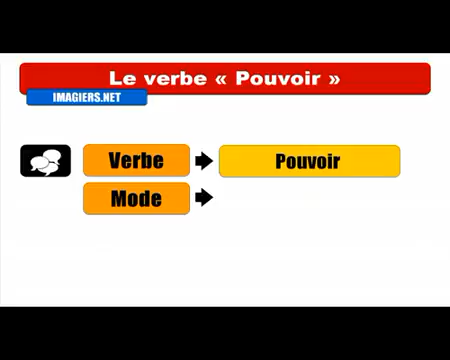 Le verbe « Pouvoir »
IMAGIERS.NET
Verbe
Pouvoir
Mode